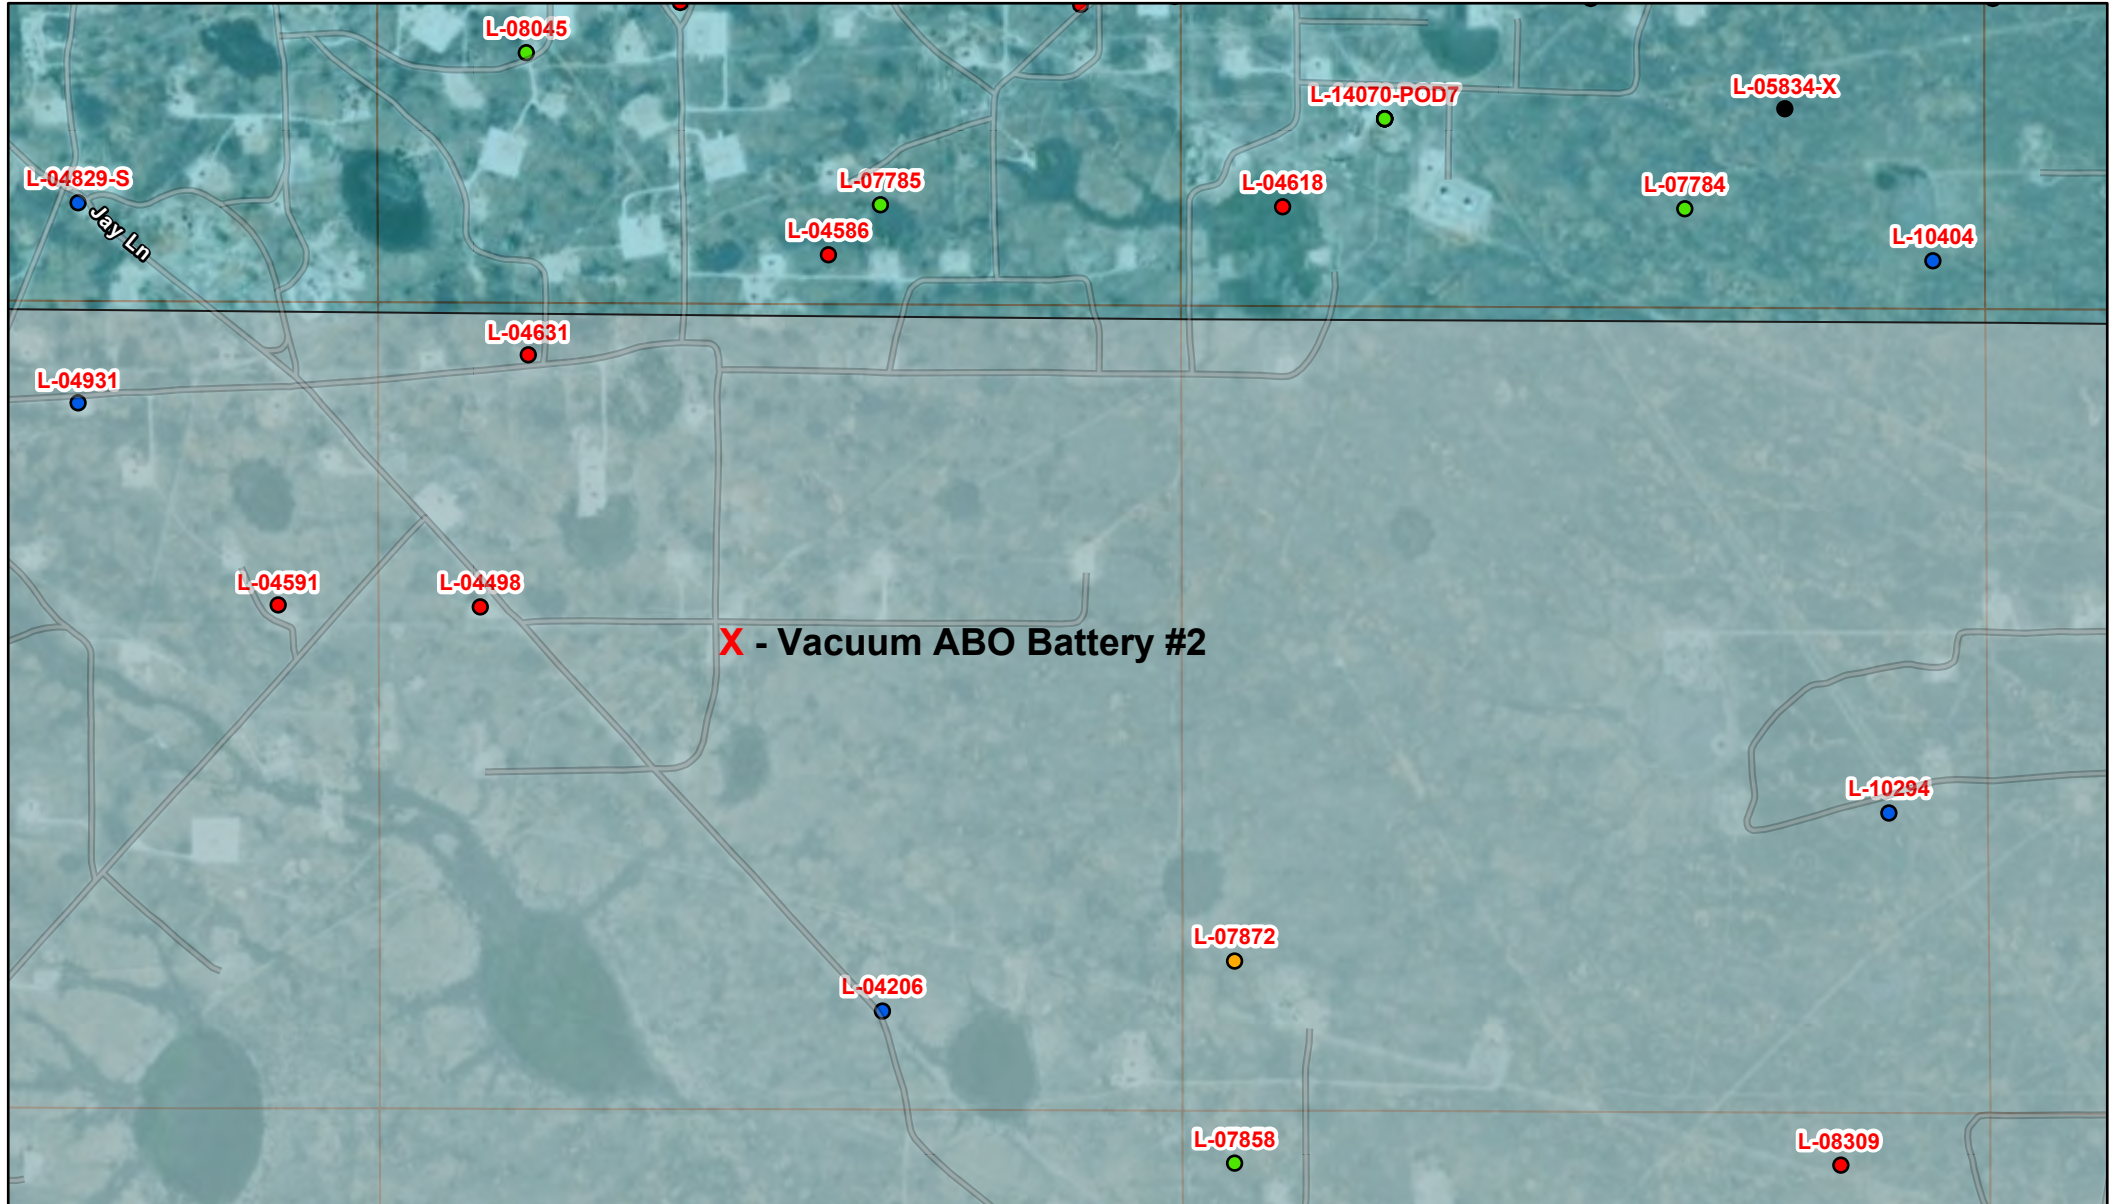 L-08045
L-05834-X
L-14070-POD7
L-04829-S
L-07785
L-04618
L-07784
Jay Ln
L-04586
L-10404
L-04631
L-04931
L-04591
L-04498
X - Vacuum ABO Battery #2
L-10294
L-07872
L-04206
L-07858
L-08309